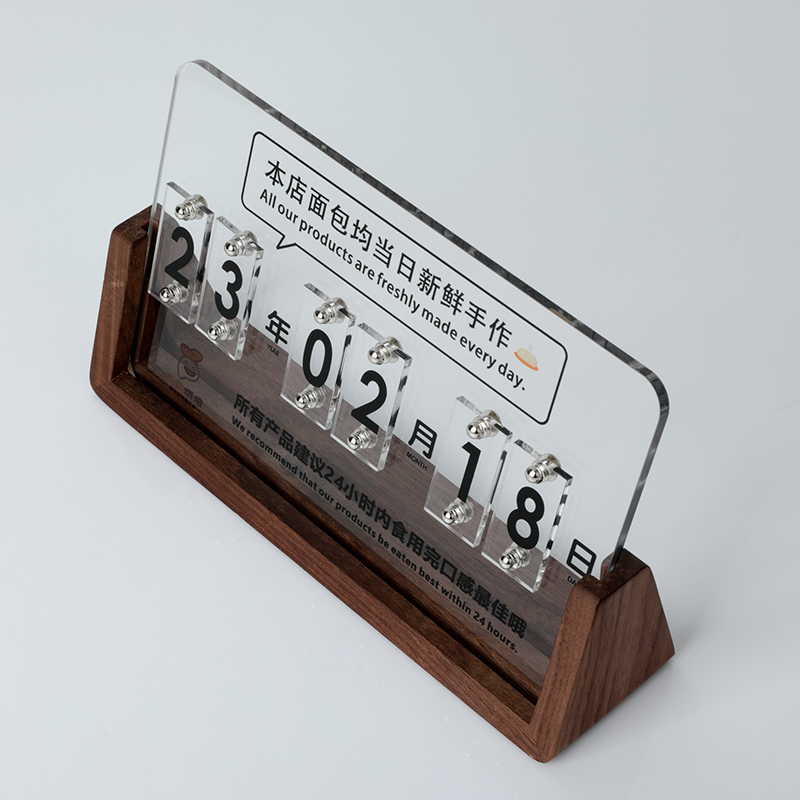 本店面包均当日新鲜手作
All our products are freshly made every day.
23年02月18日
YEAR MONTH
所有产品建议24小时内食用完口感最佳哦
We recommend that our products be eaten best within 24 hours.